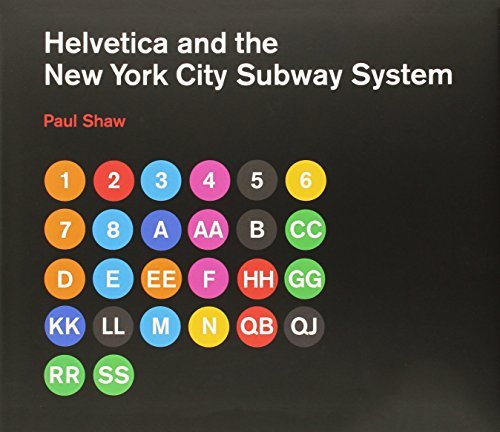 Helvetica and the
New York City Subway System
Paul Shaw
1 2 3 4 5 6
7 8 A AA B CC
D E EE F HH GG
KK LL M N QB QJ
RR SS